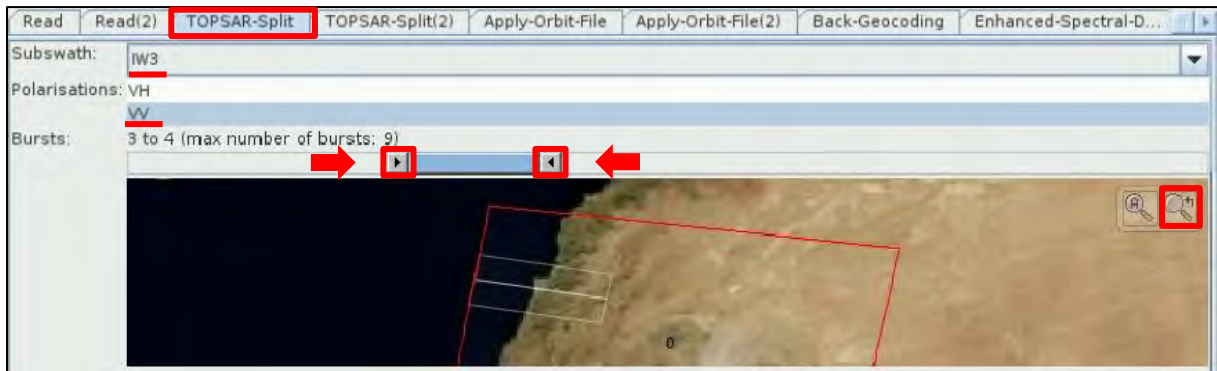 Read Read(2) TOPSAR-Split TOPSAR-Split(2) Apply-Orbit-File Apply-Orbit-File(2) Back-Geocoding Enhanced-Spectral-D...
Subswath: IW3
Polarisations: VH
VV
Bursts: 3 to 4 (max number of bursts: 9)
0